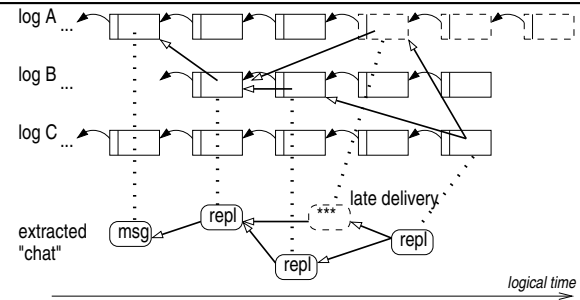 log A ...
log B ...
log C ...
late delivery
***
repl
msg
repl
repl
extracted
"chat"
logical time